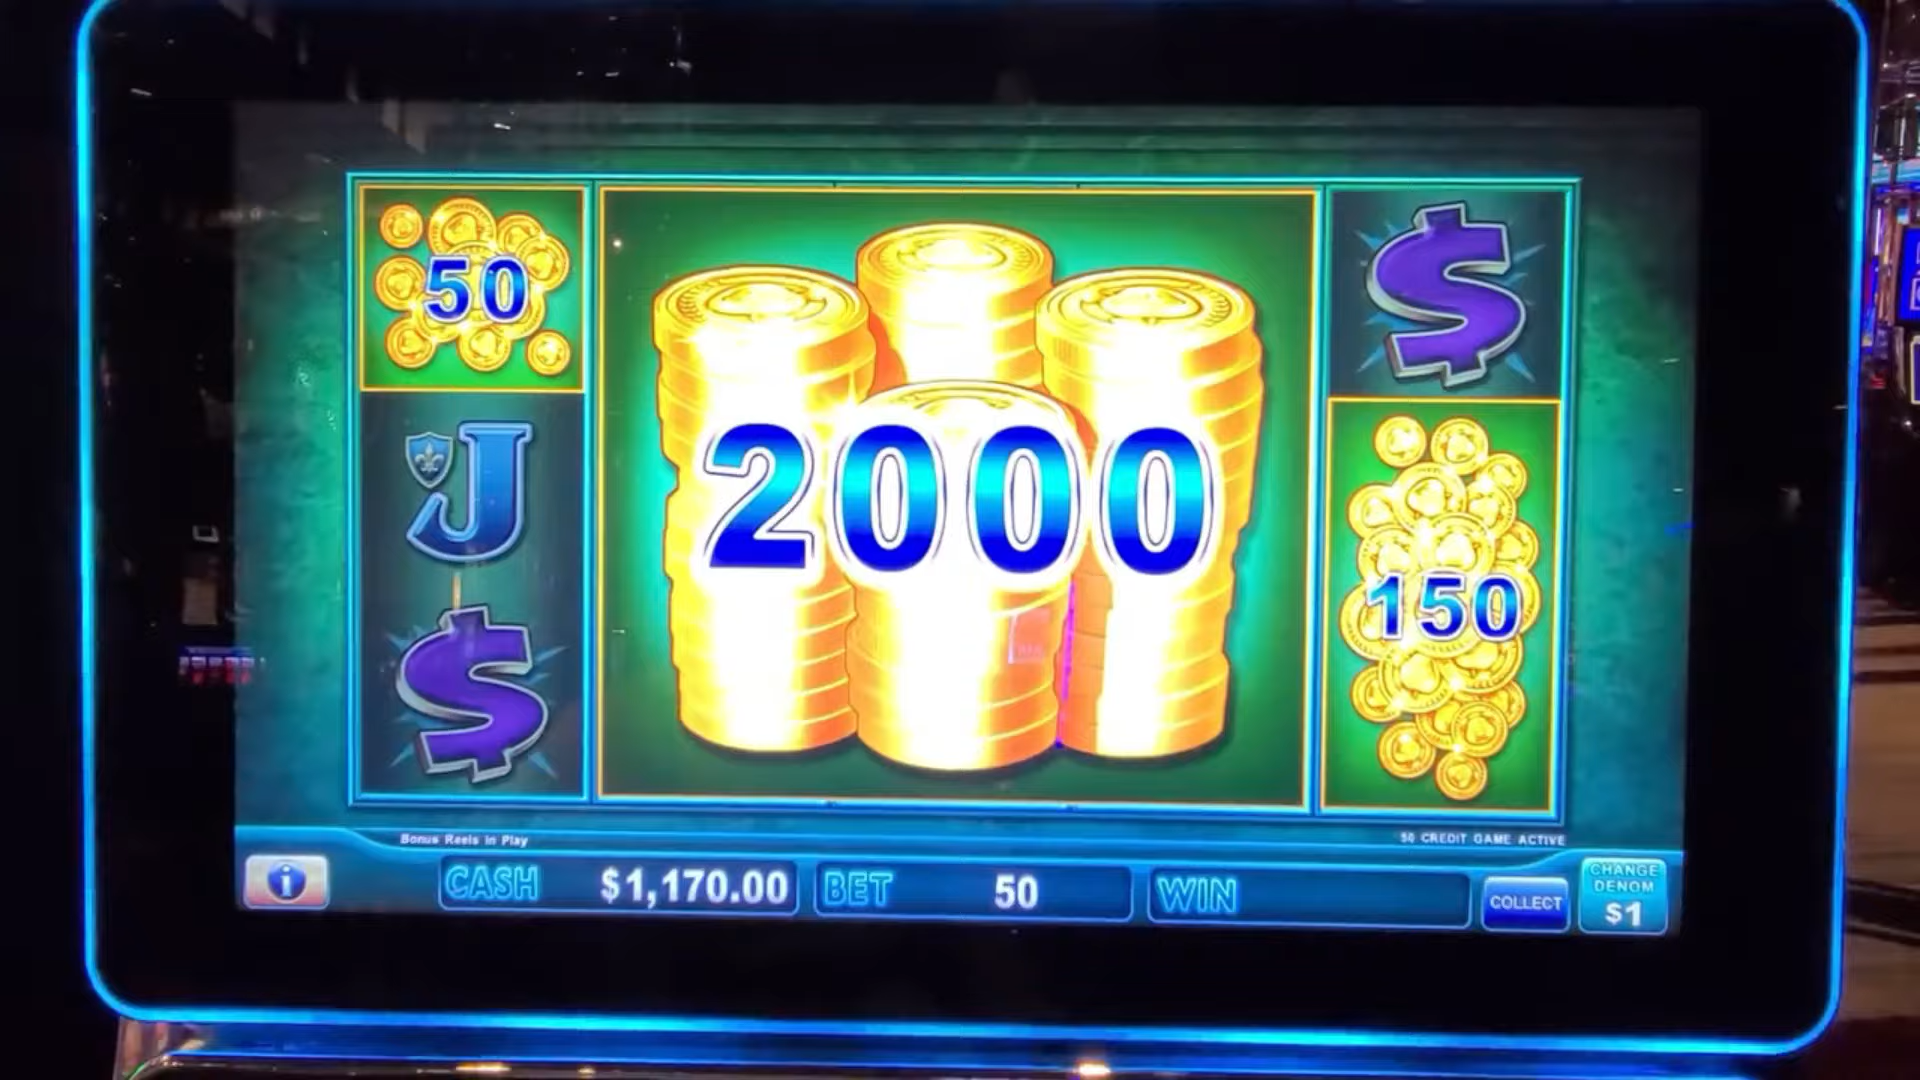 50
J
2000
150
Bonus Reels in Play
50 CREDIT GAME ACTIVE
CASH $1,170.00
BET 50
WIN
COLLECT
CHANGE
DENOM
$1